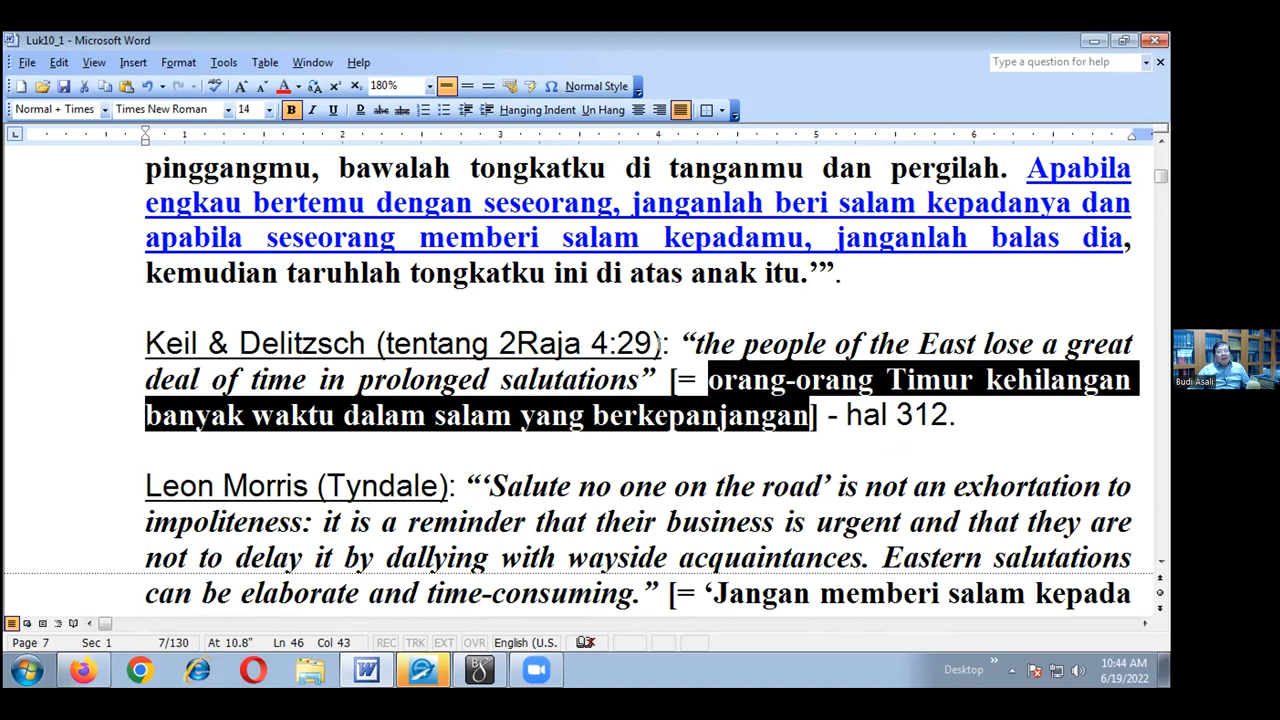 Luk10_1 - Microsoft Word
File Edit View Insert Format Tools Table Window Help
Type a question for help
180% Normal Style
Normal + Times Times New Roman 14 B I U Hanging Indent Un Hang
1 2 3 4 5 6
pinggangmu, bawalah tongkatku di tanganmu dan pergilah. Apabila
engkau bertemu dengan seseorang, janganlah beri salam kepadanya dan
apabila seseorang memberi salam kepadamu, janganlah balas dia,
kemudian taruhlah tongkatku ini di atas anak itu.’”.
Keil & Delitzsch (tentang 2Raja 4:29): “the people of the East lose a great
deal of time in prolonged salutations” [= orang-orang Timur kehilangan
banyak waktu dalam salam yang berkepanjangan] - hal 312.
Leon Morris (Tyndale): “‘Salute no one on the road’ is not an exhortation to
impoliteness: it is a reminder that their business is urgent and that they are
not to delay it by dallying with wayside acquaintances. Eastern salutations
can be elaborate and time-consuming.” [= ‘Jangan memberi salam kepada
Budi Asali
Page 7 Sec 1 7/130 At 10.8" Ln 46 Col 43 REC TRK EXT OVR English (U.S.
Desktop » 10:44 AM
6/19/2022